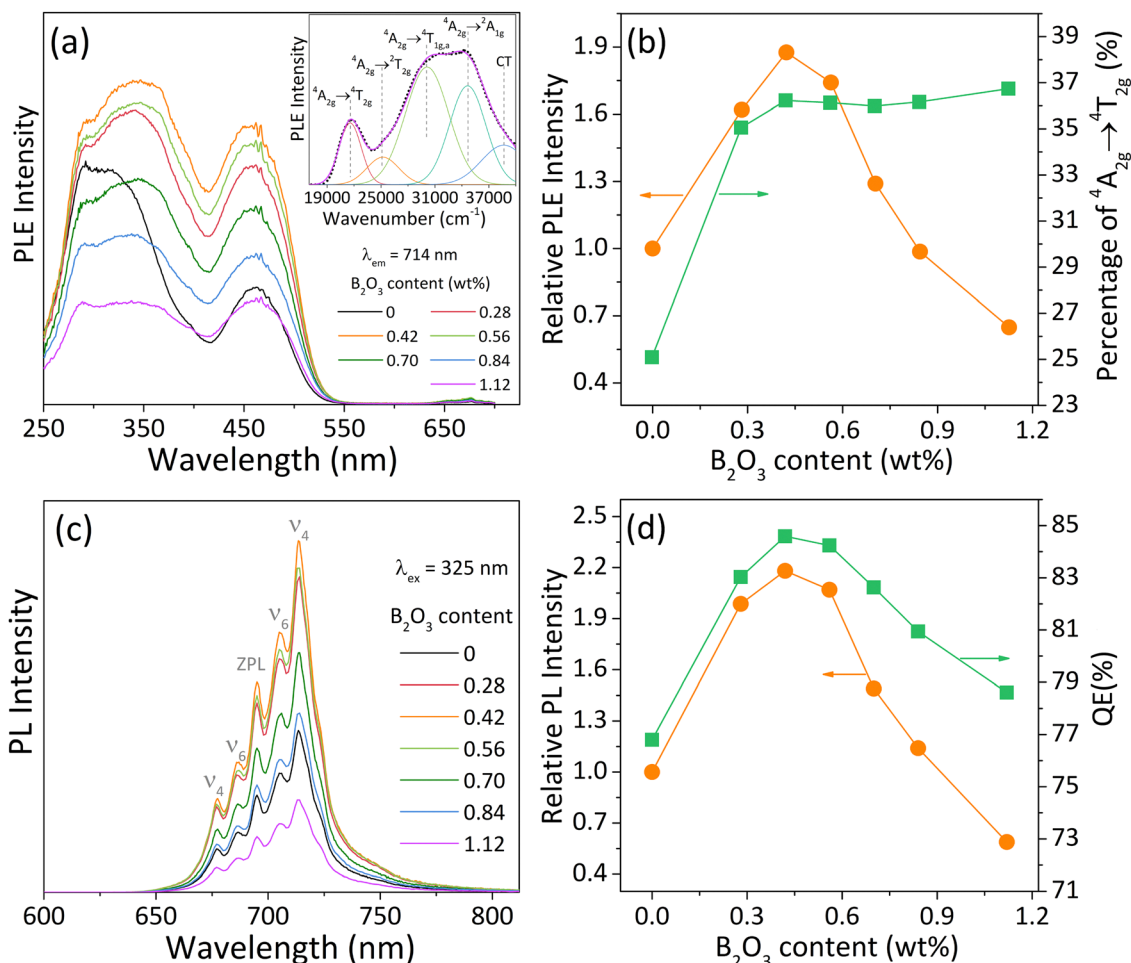 (a)
PLE Intensity
PLE Intensity
⁴A₂g→⁴T₂g
⁴A₂g→²T₂g
⁴A₂g→⁴T₁g,a
⁴A₂g→²A₁g
CT
19000 25000 31000 37000
Wavenumber (cm⁻¹)
λem = 714 nm
B₂O₃ content (wt%)
0 0.28
0.42 0.56
0.70 0.84
1.12
250 350 450 550 650
Wavelength (nm)
(b)
Relative PLE Intensity
1.9
1.6
1.3
1.0
0.7
0.4
39
37
35
33
31
29
27
25
23
Percentage of ⁴A₂g→⁴T₂g (%)
0.0 0.3 0.6 0.9 1.2
B₂O₃ content (wt%)
(c)
PL Intensity
ν₄
ν₆
ZPL
ν₆
ν₄
λex = 325 nm
B₂O₃ content
0
0.28
0.42
0.56
0.70
0.84
1.12
600 650 700 750 800
Wavelength (nm)
(d)
Relative PL Intensity
2.5
2.2
1.9
1.6
1.3
1.0
0.7
0.4
85
83
81
79
77
75
73
71
QE(%)
0.0 0.3 0.6 0.9 1.2
B₂O₃ content (wt%)